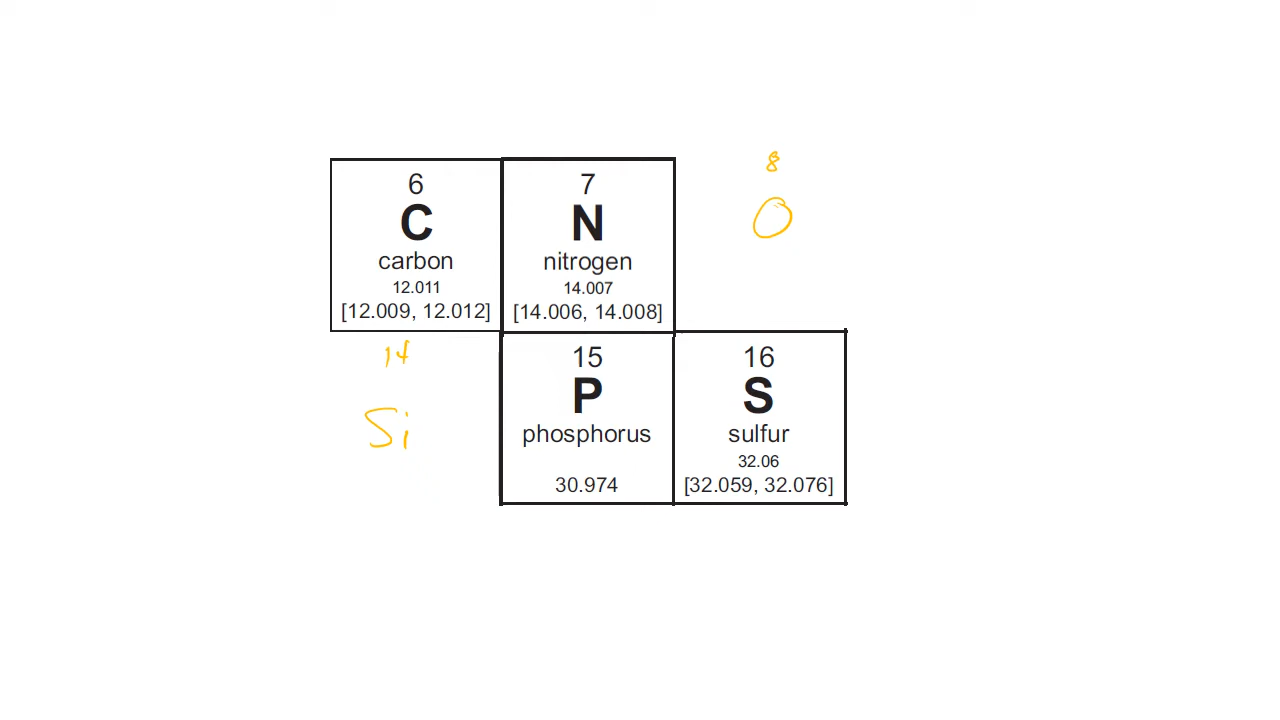 6
C
carbon
12.011
[12.009, 12.012]
7
N
nitrogen
14.007
[14.006, 14.008]
8
O
14
Si
15
P
phosphorus
30.974
16
S
sulfur
32.06
[32.059, 32.076]